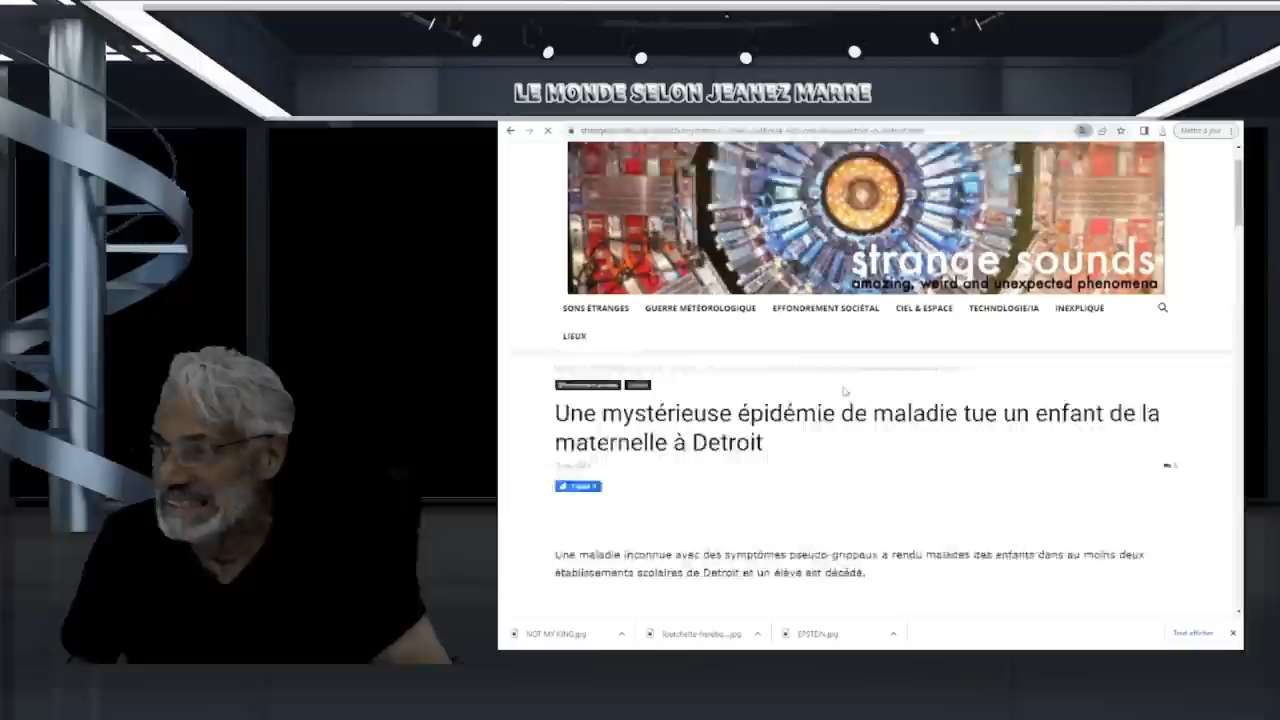 LE MONDE SELON JEANEZ MARRE
Mettre à jour
strange sounds
amazing, weird and unexpected phenomena
SONS ÉTRANGES GUERRE MÉTÉOROLOGIQUE EFFONDREMENT SOCIÉTAL CIEL & ESPACE TECHNOLOGIE/IA INEXPLIQUÉ
LIEUX
Une mystérieuse épidémie de maladie tue un enfant de la
maternelle à Detroit
Une maladie inconnue avec des symptômes pseudo-grippaux a rendu malades des enfants dans au moins deux
établissements scolaires de Detroit et un élève est décédé.
NOT MY KING.jpg
EPSTEIN.jpg
Tout afficher